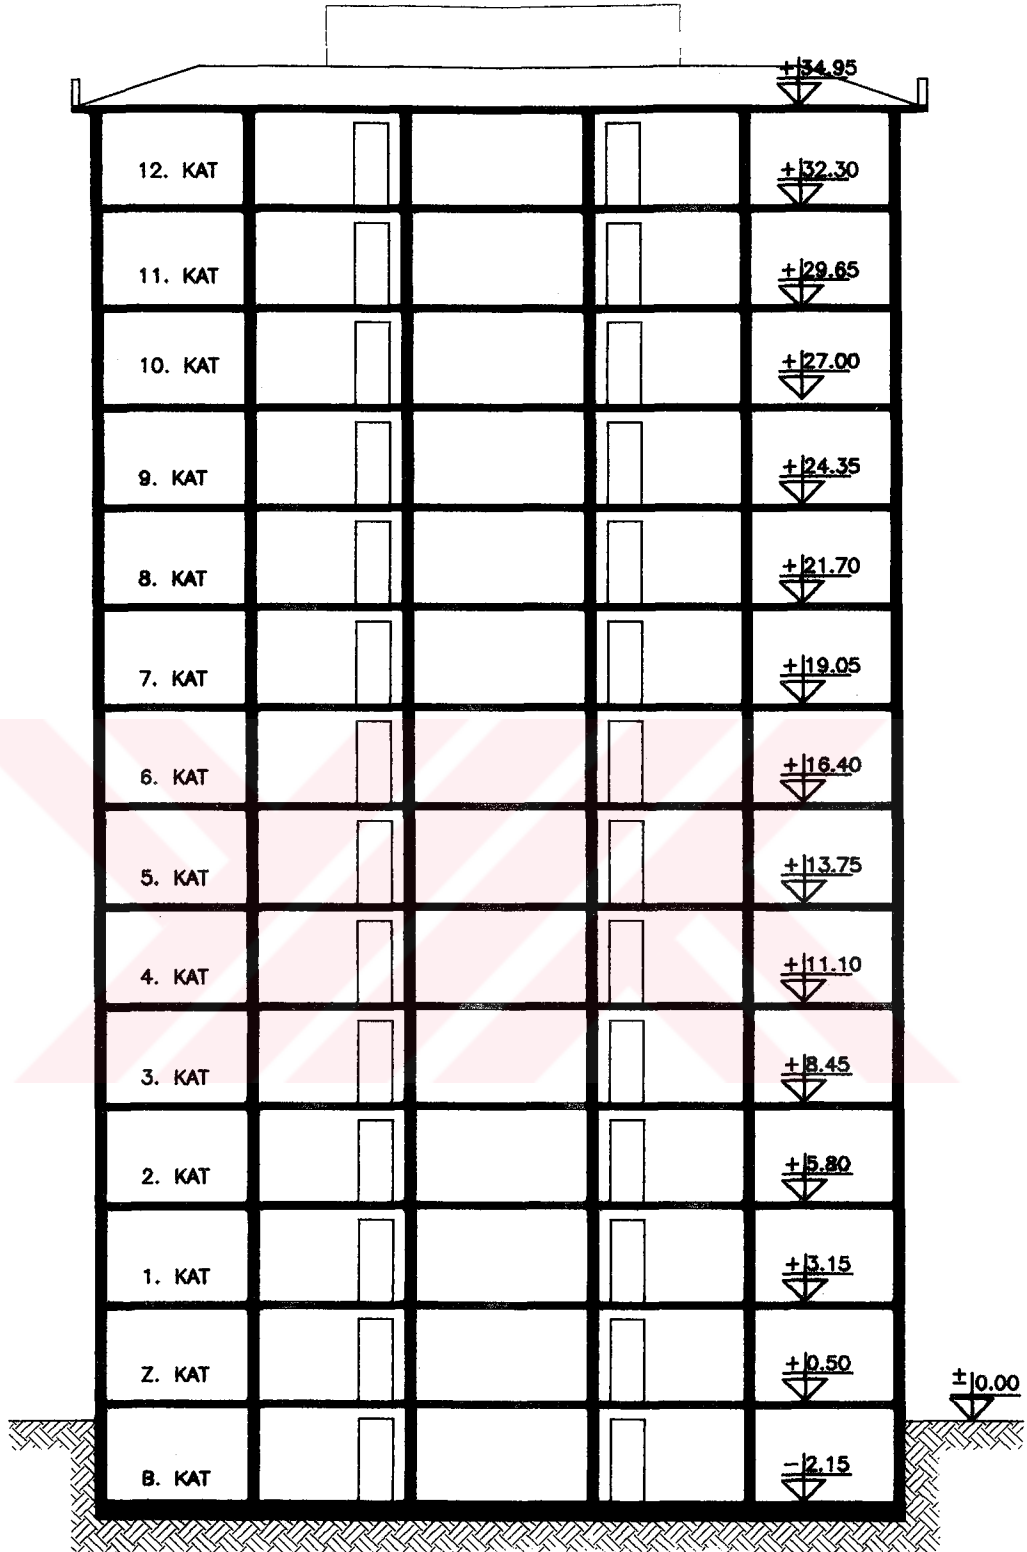 +34.95
12. KAT +32.30
11. KAT +29.65
10. KAT +27.00
9. KAT +24.35
8. KAT +21.70
7. KAT +19.05
6. KAT +16.40
5. KAT +13.75
4. KAT +11.10
3. KAT +8.45
2. KAT +5.80
1. KAT +3.15
Z. KAT +0.50
±0.00
B. KAT -2.15